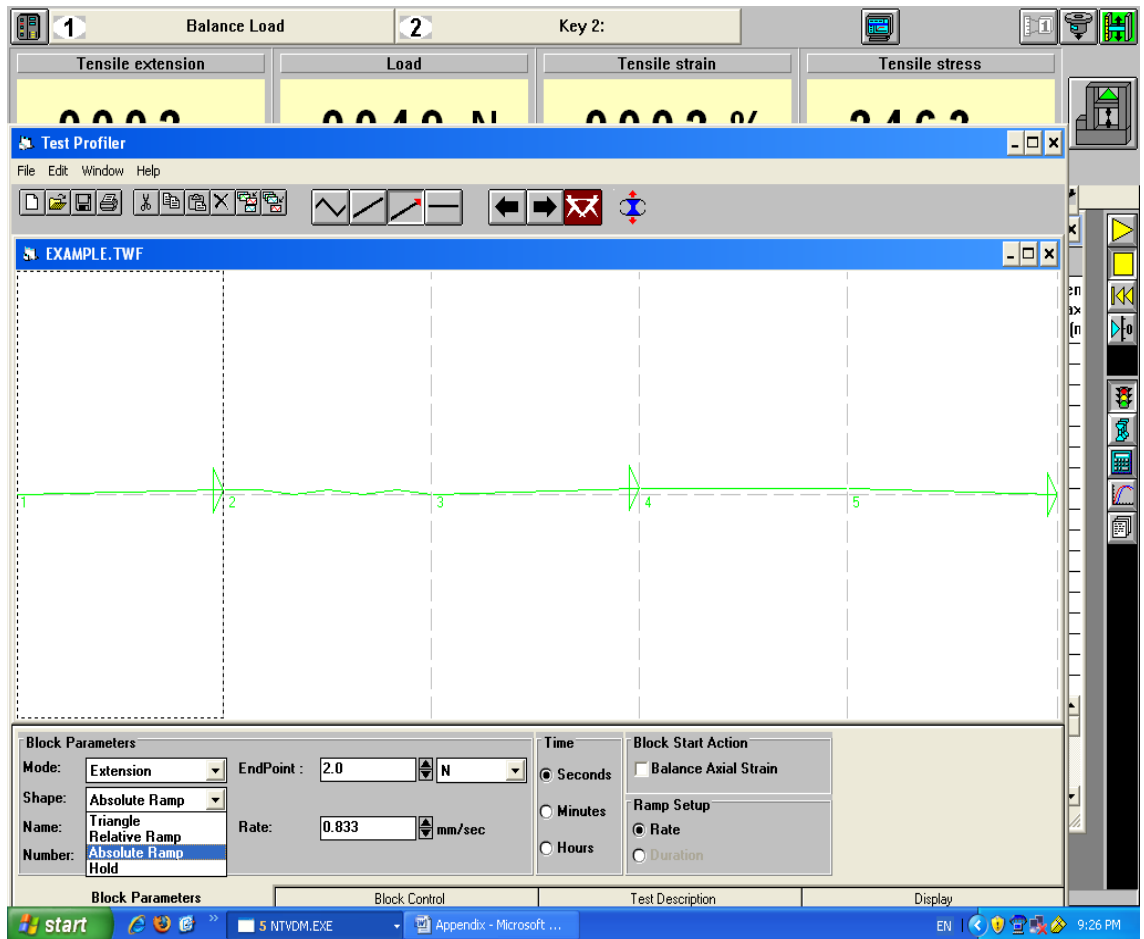 1 Balance Load 2 Key 2:
Tensile extension Load Tensile strain Tensile stress
N %
Test Profiler
File Edit Window Help
EXAMPLE.TWF
1 2 3 4 5
Block Parameters Time Block Start Action
Mode: Extension EndPoint : 2.0 N Seconds Balance Axial Strain
Shape: Absolute Ramp Minutes Ramp Setup
Triangle
Name: Relative Ramp Rate: 0.833 mm/sec Rate
Number: Absolute Ramp Hours Duration
Hold
Block Parameters Block Control Test Description Display
start 5 NTVDM.EXE Appendix - Microsoft ... EN 9:26 PM